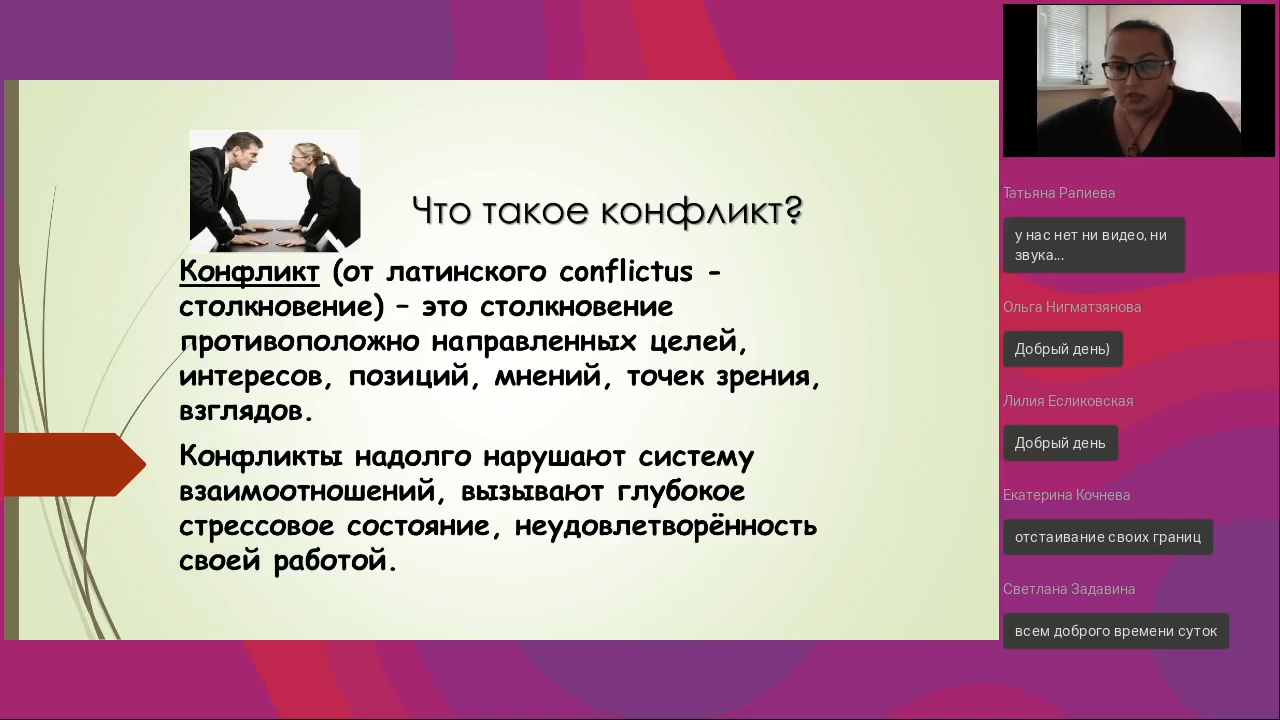 Что такое конфликт?
Конфликт (от латинского conflictus -
столкновение) – это столкновение
противоположно направленных целей,
интересов, позиций, мнений, точек зрения,
взглядов.
Конфликты надолго нарушают систему
взаимоотношений, вызывают глубокое
стрессовое состояние, неудовлетворённость
своей работой.
Татьяна Рапиева
у нас нет ни видео, ни
звука...
Ольга Нигматзянова
Добрый день)
Лилия Есликовская
Добрый день
Екатерина Кочнева
отстаивание своих границ
Светлана Задавина
всем доброго времени суток